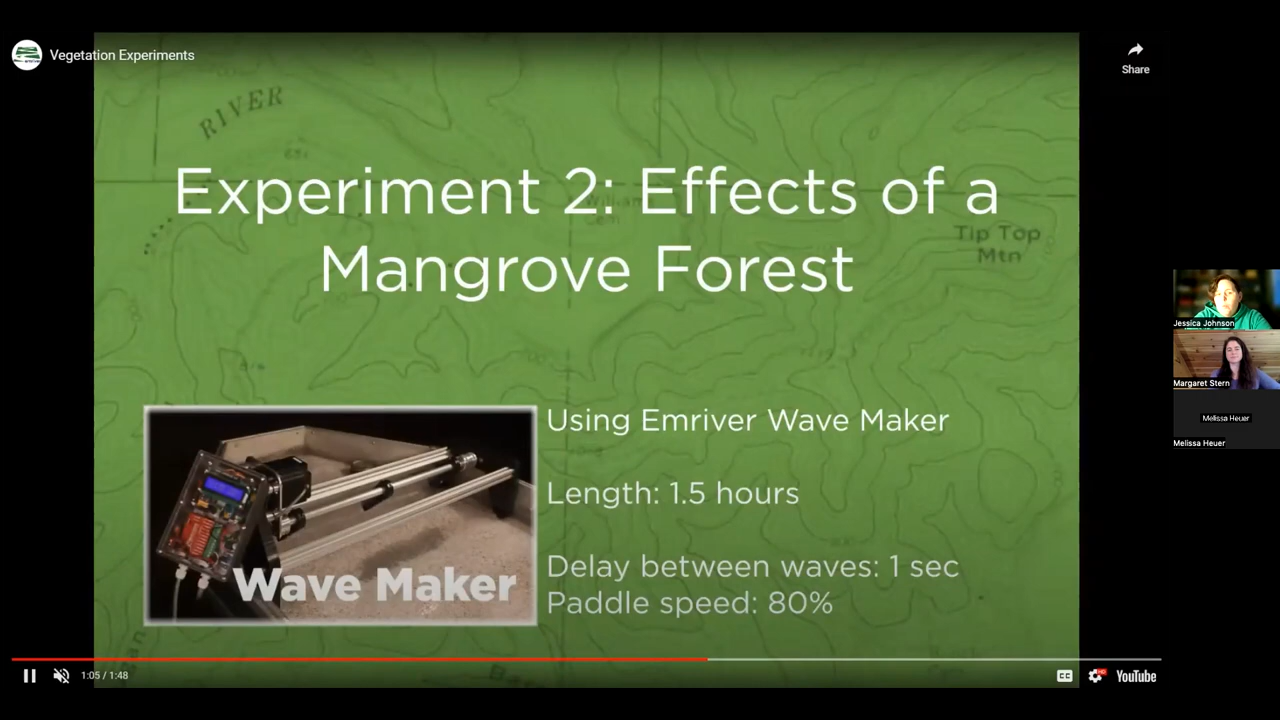 Vegetation Experiments
Share
RIVER
Experiment 2: Effects of a
Mangrove Forest
Tip Top
Mtn
Using Emriver Wave Maker
Length: 1.5 hours
Delay between waves: 1 sec
Paddle speed: 80%
Wave Maker
Jessica Johnson
Margaret Stern
Melissa Heuer
Melissa Heuer
1:05 / 1:48
CC
HD
YouTube